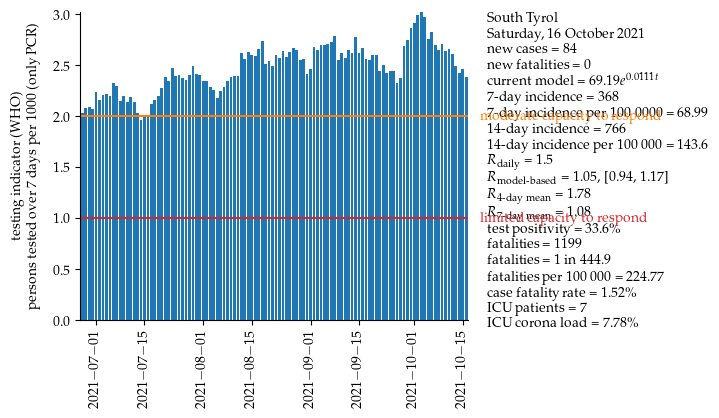 testing indicator (WHO)
persons tested over 7 days per 1000 (only PCR)
3.0
2.5
2.0
1.5
1.0
0.5
0.0
2021−07−01
2021−07−15
2021−08−01
2021−08−15
2021−09−01
2021−09−15
2021−10−01
2021−10−15
South Tyrol
Saturday, 16 October 2021
new cases = 84
new fatalities = 0
current model = 69.19e^0.0111t
7-day incidence = 368
7-day incidence per 100 0000 = 68.99
moderate capacity to respond
14-day incidence = 766
14-day incidence per 100 000 = 143.6
R_daily = 1.5
R_model-based = 1.05, [0.94, 1.17]
R_4-day mean = 1.78
R_7-day mean = 1.08
limited capacity to respond
test positivity = 33.6%
fatalities = 1199
fatalities = 1 in 444.9
fatalities per 100 000 = 224.77
case fatality rate = 1.52%
ICU patients = 7
ICU corona load = 7.78%